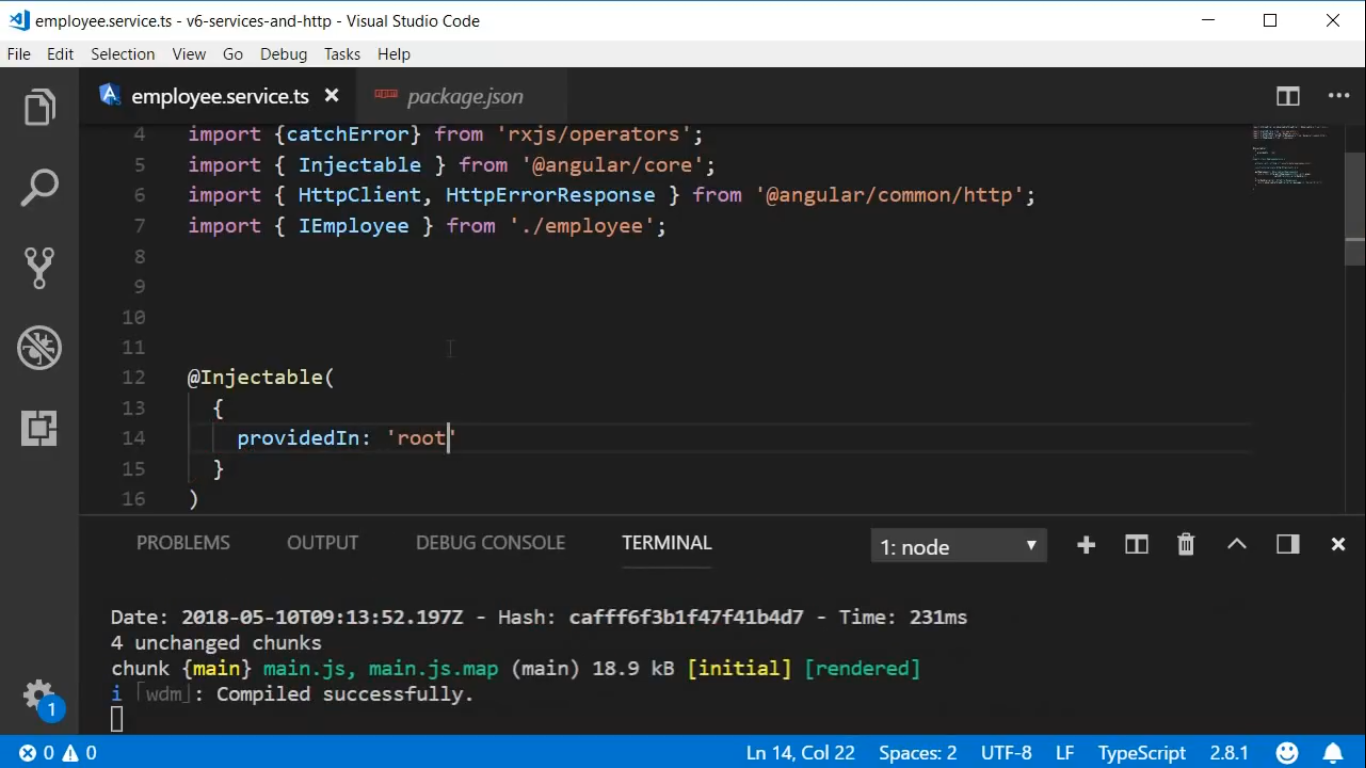 employee.service.ts - v6-services-and-http - Visual Studio Code
File Edit Selection View Go Debug Tasks Help
employee.service.ts package.json
4 import {catchError} from 'rxjs/operators';
5 import { Injectable } from '@angular/core';
6 import { HttpClient, HttpErrorResponse } from '@angular/common/http';
7 import { IEmployee } from './employee';
8
9
10
11
12 @Injectable(
13 {
14 providedIn: 'root'
15 }
16 )
PROBLEMS OUTPUT DEBUG CONSOLE TERMINAL 1: node
Date: 2018-05-10T09:13:52.197Z - Hash: cafff6f3b1f47f41b4d7 - Time: 231ms
4 unchanged chunks
chunk {main} main.js, main.js.map (main) 18.9 kB [initial] [rendered]
i ｢wdm｣: Compiled successfully.
1
0 0 Ln 14, Col 22 Spaces: 2 UTF-8 LF TypeScript 2.8.1